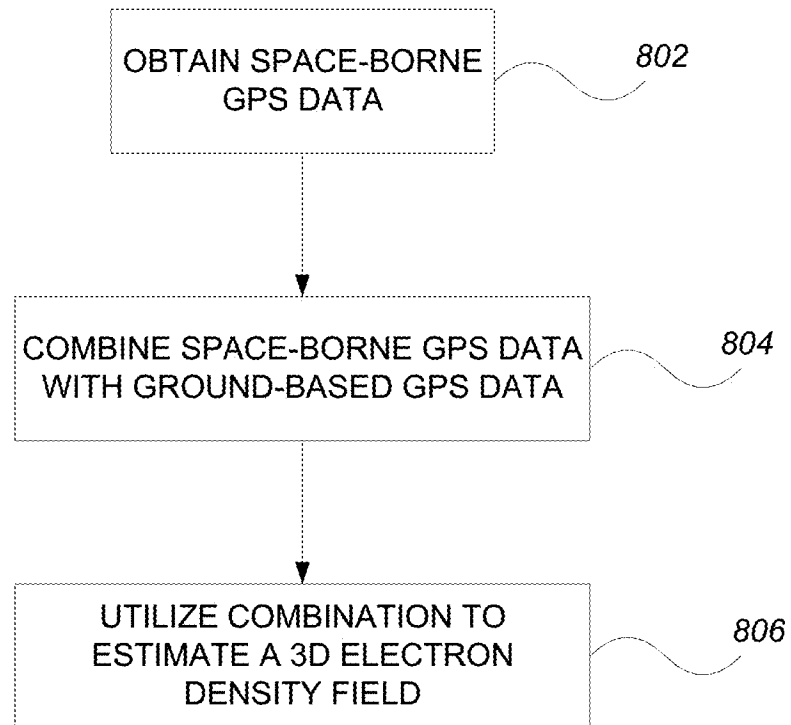 OBTAIN SPACE-BORNE
GPS DATA
802
COMBINE SPACE-BORNE GPS DATA
WITH GROUND-BASED GPS DATA
804
UTILIZE COMBINATION TO
ESTIMATE A 3D ELECTRON
DENSITY FIELD
806